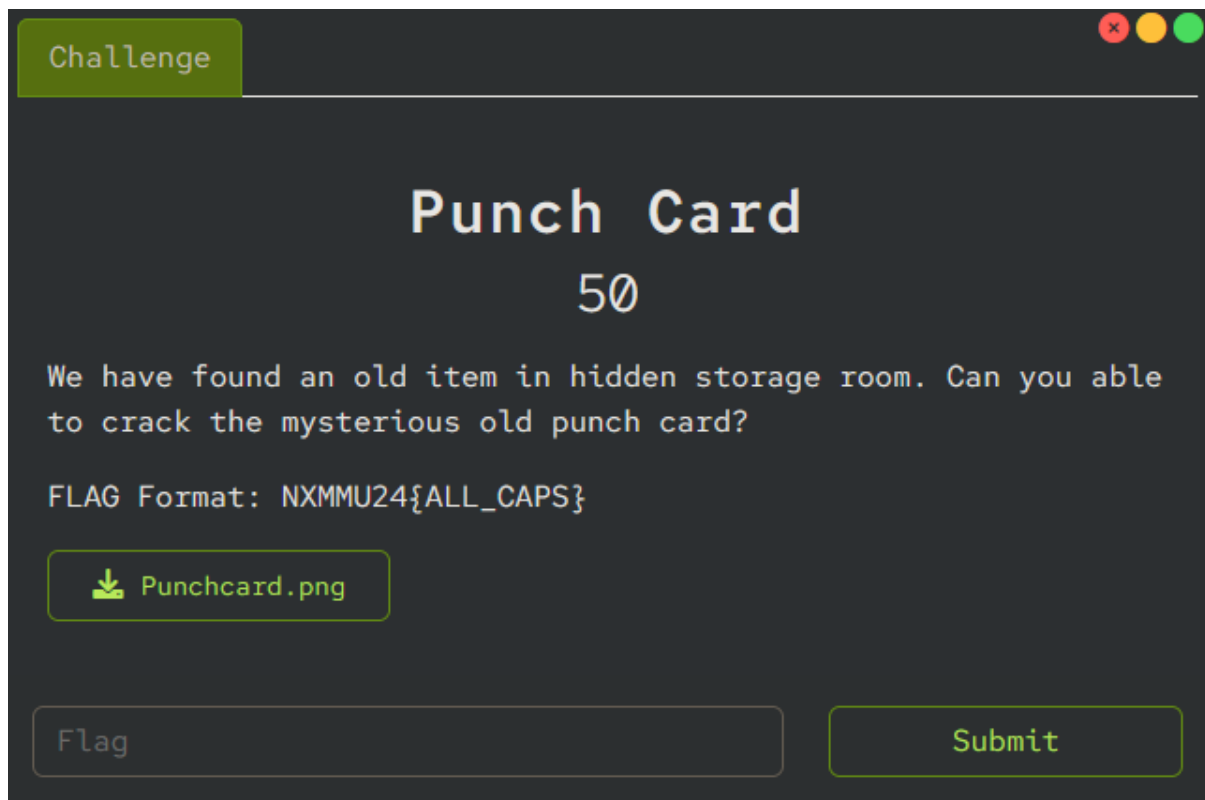 Challenge
Punch Card
50
We have found an old item in hidden storage room. Can you able
to crack the mysterious old punch card?
FLAG Format: NXMMU24{ALL_CAPS}
Punchcard.png
Flag
Submit